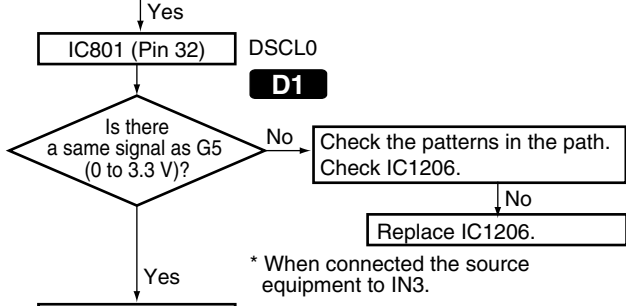 Yes
IC801 (Pin 32) DSCL0
D1
Is there
a same signal as G5
(0 to 3.3 V)?
No
Check the patterns in the path.
Check IC1206.
No
Replace IC1206.
* When connected the source
equipment to IN3.
Yes